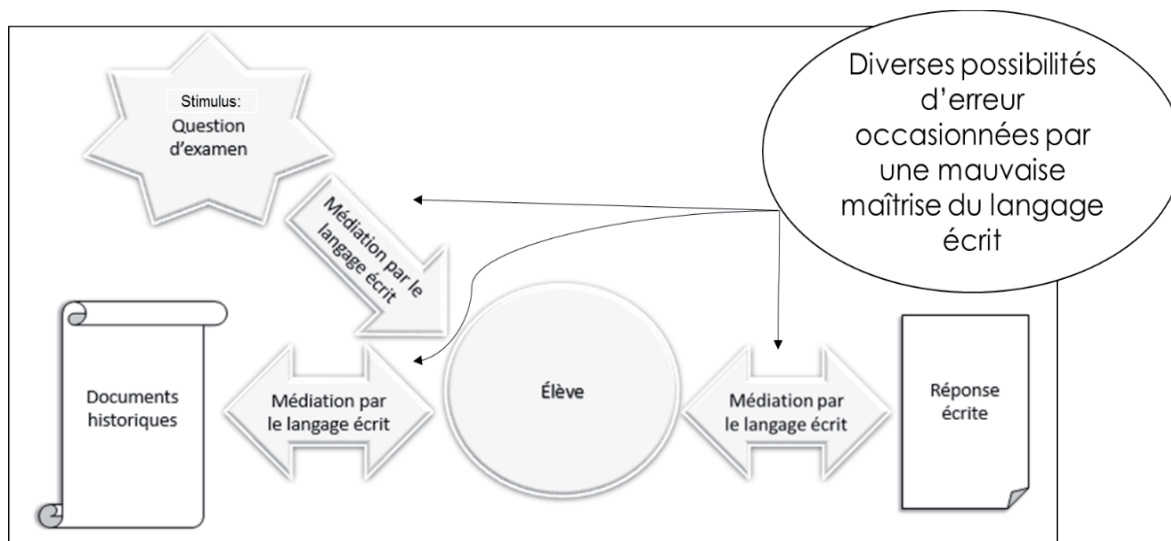 Stimulus:
Question
d'examen
Diverses possibilités
d'erreur
occasionnées par
une mauvaise
maîtrise du langage
écrit
Médiation par le
langage écrit
Documents
historiques
Médiation par
le langage écrit
Élève
Médiation par
le langage écrit
Réponse
écrite